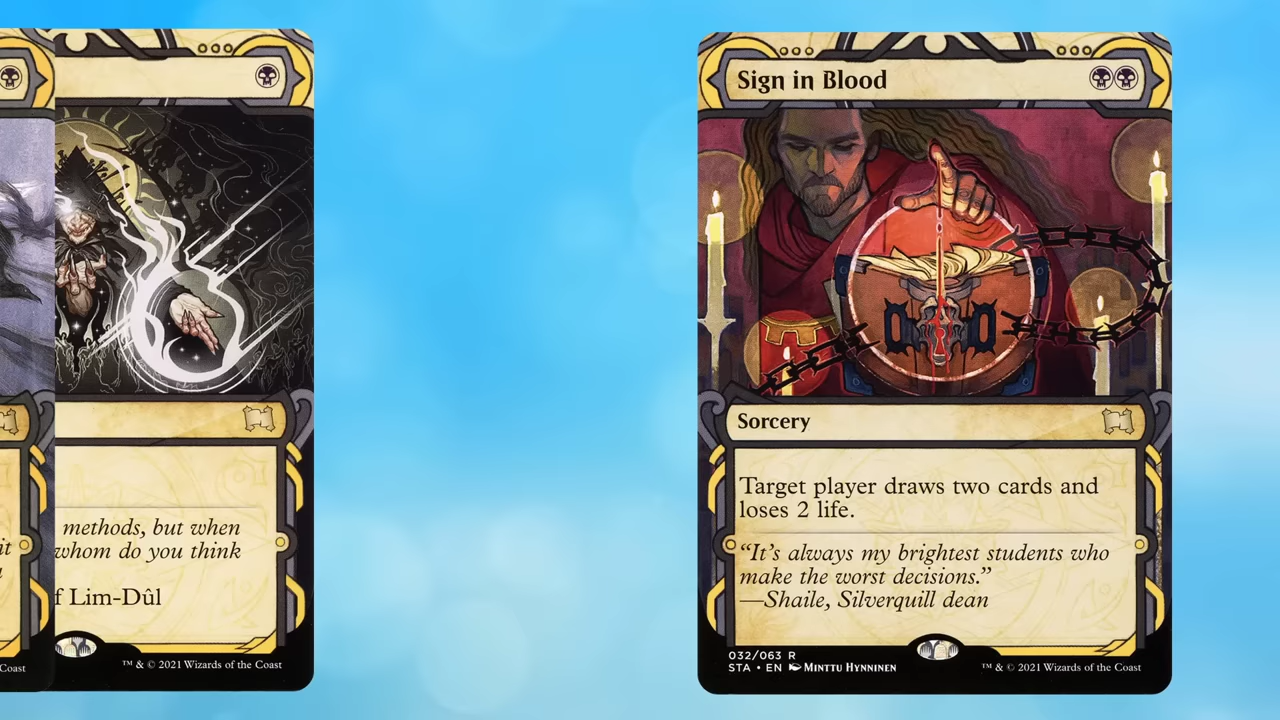 it
methods, but when
whom do you think
f Lim-Dûl
Coast
™ & © 2021 Wizards of the Coast
Sign in Blood
Sorcery
Target player draws two cards and
loses 2 life.
“It’s always my brightest students who
make the worst decisions.”
—Shaile, Silverquill dean
032/063 R
STA • EN Minttu Hynninen
™ & © 2021 Wizards of the Coast